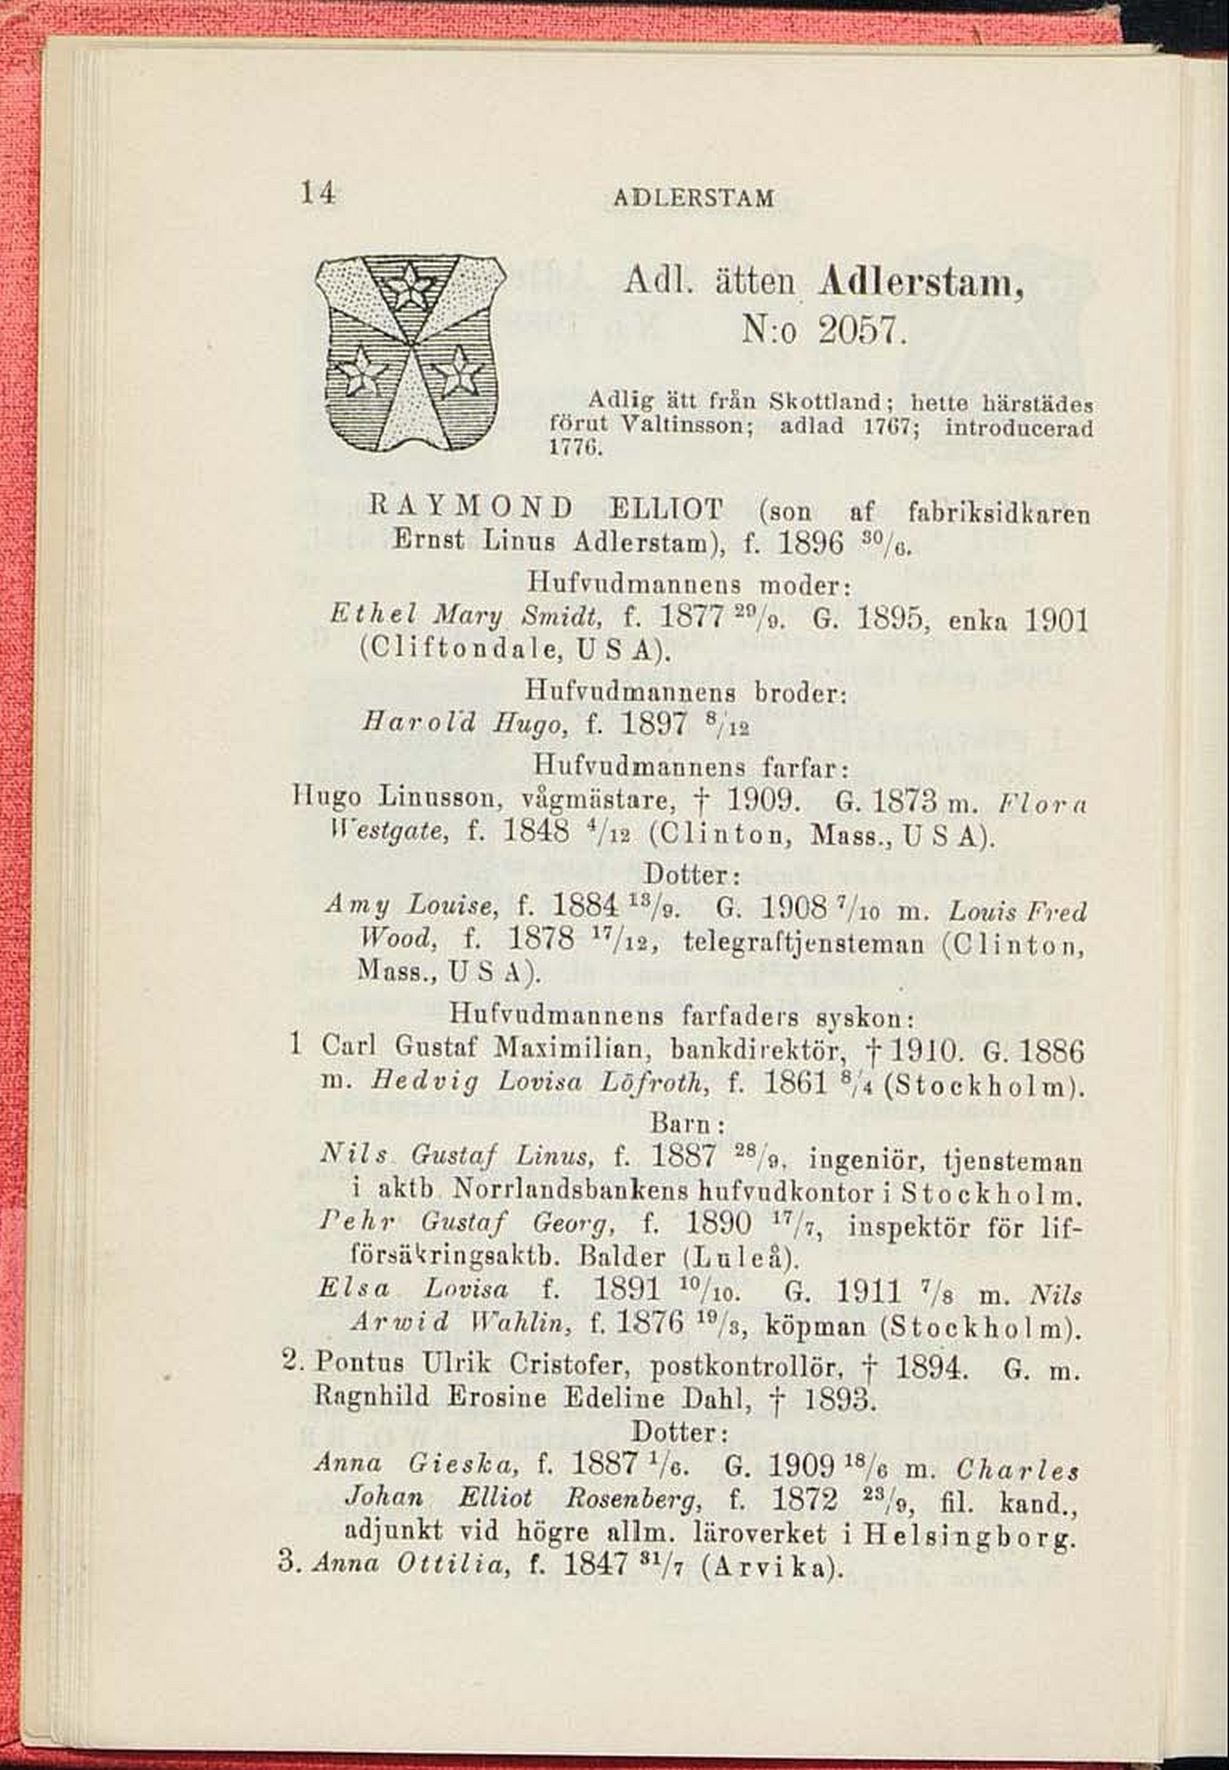 14
ADLERSTAM
Adl. ätten Adlerstam,
N:o 2057.
Adlig ätt från Skottland; hette härstädes
förut Valtinsson; adlad 1767; introducerad
1776.
RAYMOND ELLIOT (son af fabriksidkaren
Ernst Linus Adlerstam), f. 1896 30/6.
Hufvudmannens moder:
Ethel Mary Smidt, f. 1877 29/9. G. 1895, enka 1901
(Cliftondale, U S A).
Hufvudmannens broder:
Harold Hugo, f. 1897 8/12
Hufvudmannens farfar:
Hugo Linusson, vågmästare, † 1909. G. 1873 m. Flora
Westgate, f. 1848 4/12 (Clinton, Mass., U S A).
Dotter:
Amy Louise, f. 1884 13/9. G. 1908 7/10 m. Louis Fred
Wood, f. 1878 17/12, telegraftjensteman (Clinton,
Mass., U S A).
Hufvudmannens farfaders syskon:
1 Carl Gustaf Maximilian, bankdirektör, † 1910. G. 1886
m. Hedvig Lovisa Löfroth, f. 1861 8/4 (Stockholm).
Barn:
Nils Gustaf Linus, f. 1887 28/9, ingeniör, tjensteman
i aktb Norrlandsbankens hufvudkontor i Stockholm.
Pehr Gustaf Georg, f. 1890 17/7, inspektör för lif-
försäkringsaktb. Balder (Luleå).
Elsa Lovisa f. 1891 10/10. G. 1911 7/8 m. Nils
Arwid Wahlin, f. 1876 19/3, köpman (Stockholm).
2. Pontus Ulrik Cristofer, postkontrollör, † 1894. G. m.
Ragnhild Erosine Edeline Dahl, † 1893.
Dotter:
Anna Gieska, f. 1887 1/6. G. 1909 18/6 m. Charles
Johan Elliot Rosenberg, f. 1872 23/9, fil. kand.,
adjunkt vid högre allm. läroverket i Helsingborg.
3. Anna Ottilia, f. 1847 31/7 (Arvika).